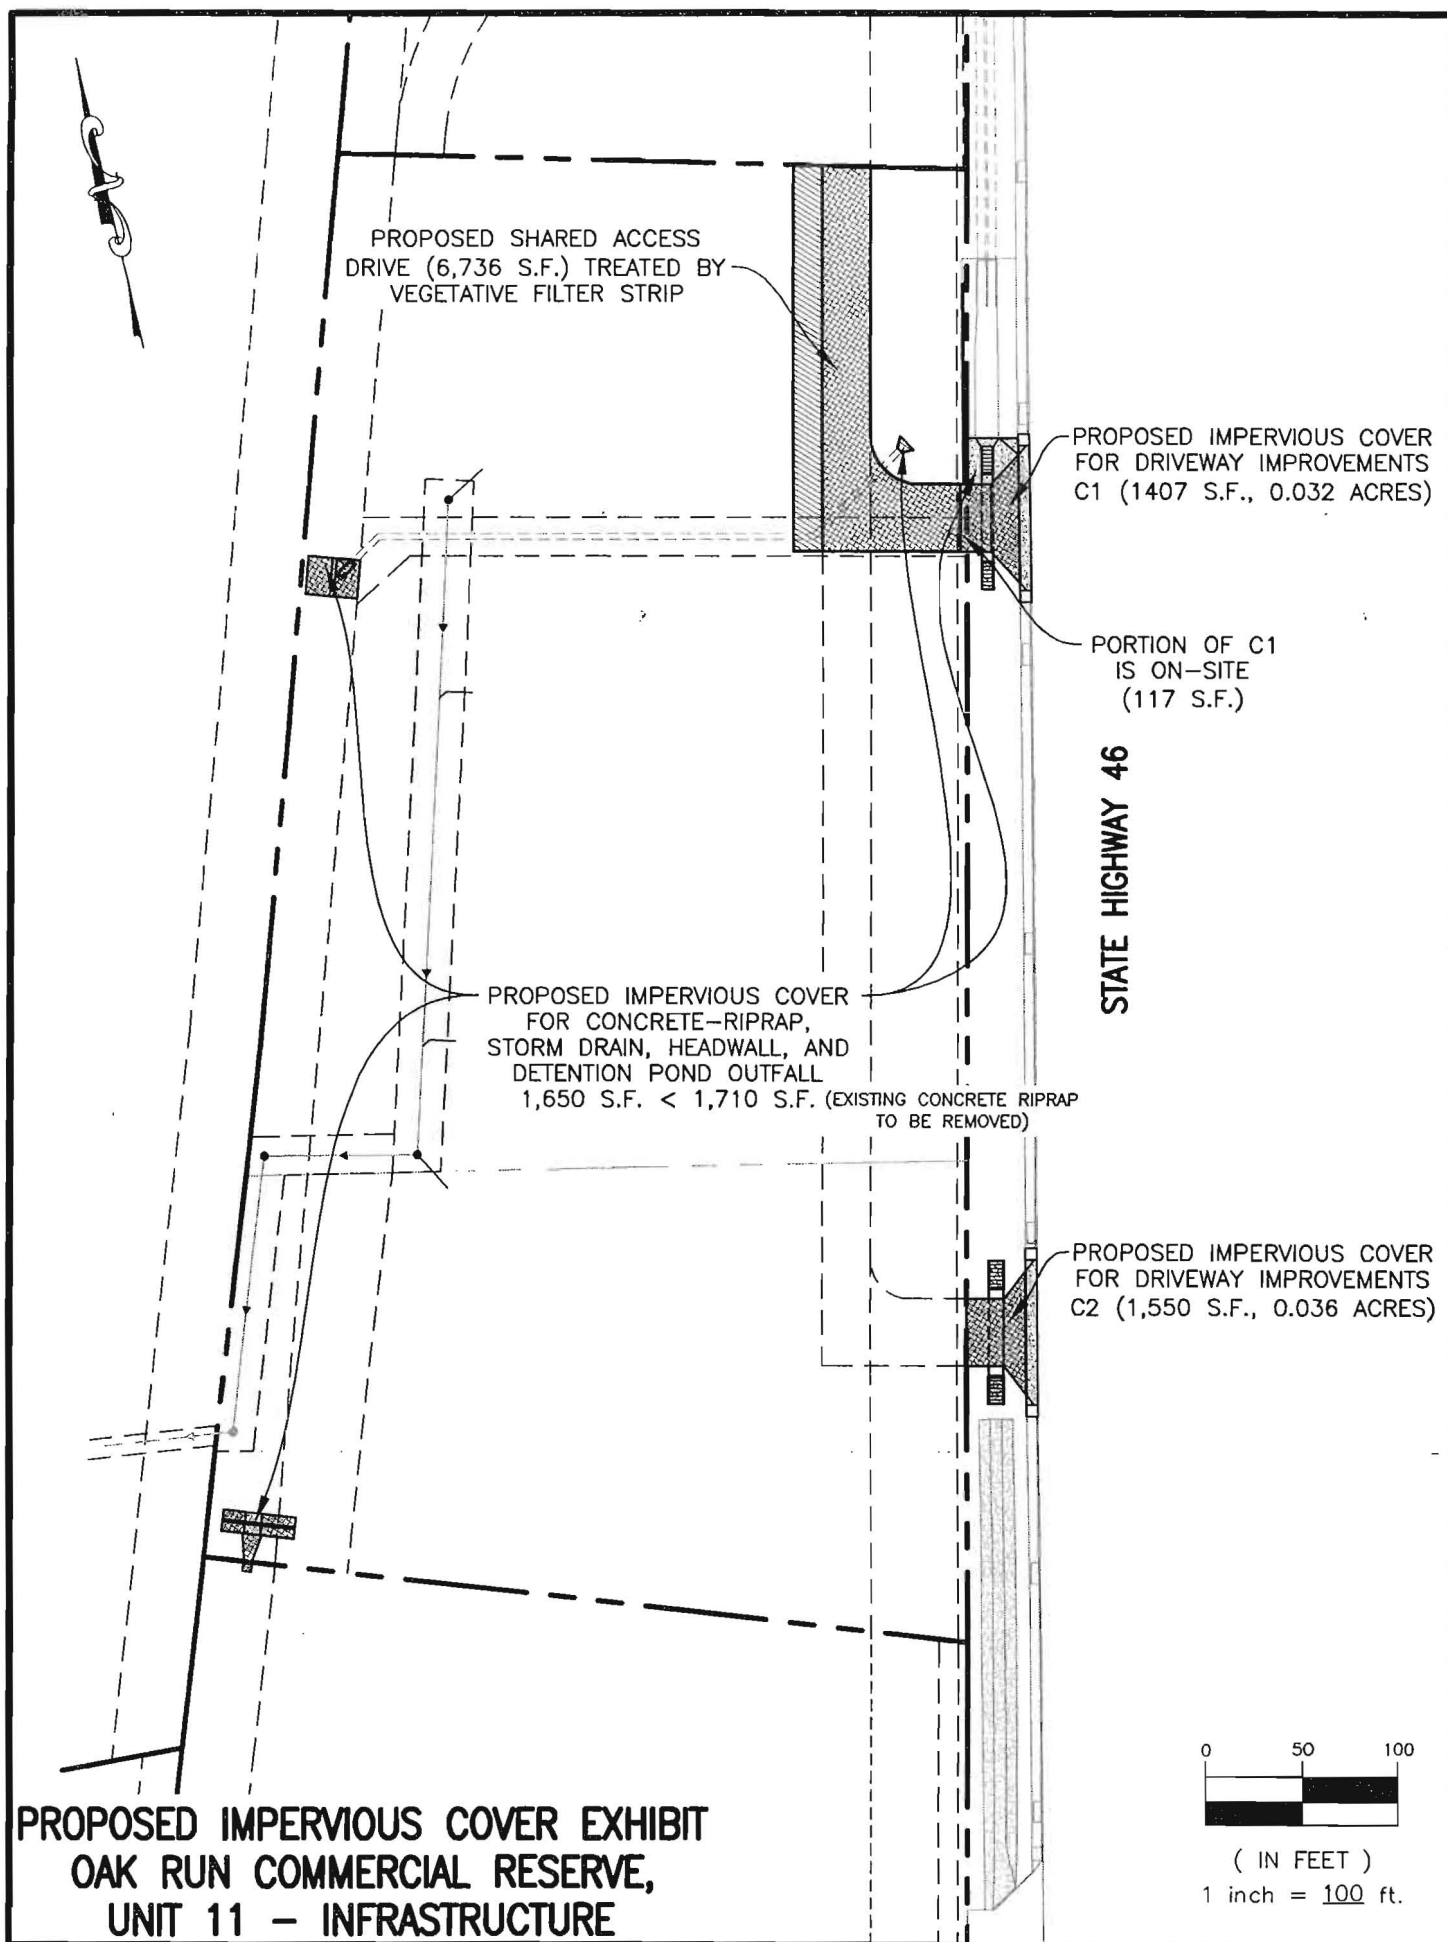 PROPOSED SHARED ACCESS
DRIVE (6,736 S.F.) TREATED BY
VEGETATIVE FILTER STRIP
PROPOSED IMPERVIOUS COVER
FOR DRIVEWAY IMPROVEMENTS
C1 (1407 S.F., 0.032 ACRES)
PORTION OF C1
IS ON-SITE
(117 S.F.)
STATE HIGHWAY 46
PROPOSED IMPERVIOUS COVER
FOR CONCRETE-RIPRAP,
STORM DRAIN, HEADWALL, AND
DETENTION POND OUTFALL
1,650 S.F. < 1,710 S.F. (EXISTING CONCRETE RIPRAP
TO BE REMOVED)
PROPOSED IMPERVIOUS COVER
FOR DRIVEWAY IMPROVEMENTS
C2 (1,550 S.F., 0.036 ACRES)
0 50 100
( IN FEET )
1 inch = 100 ft.
PROPOSED IMPERVIOUS COVER EXHIBIT
OAK RUN COMMERCIAL RESERVE,
UNIT 11 - INFRASTRUCTURE